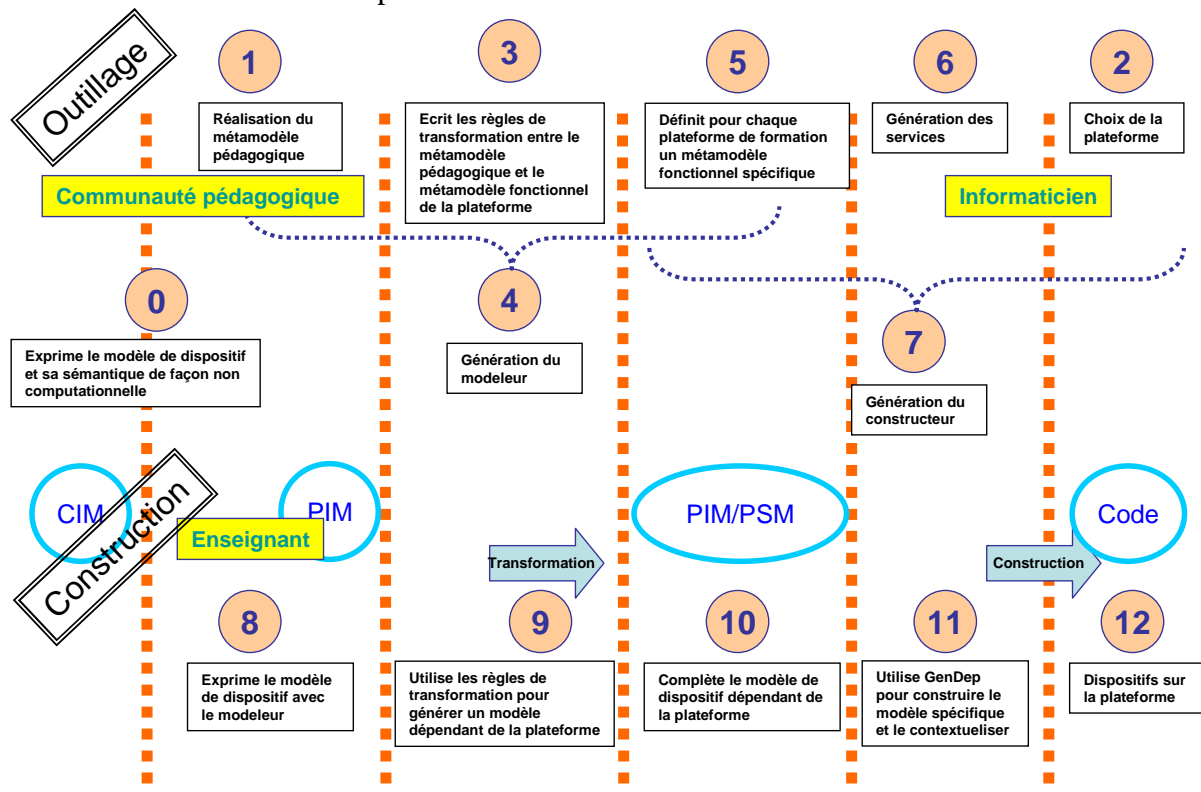 1
3
5
6
2
Outillage
Réalisation du
métamodèle
pédagogique
Ecrit les règles de
transformation entre le
métamodèle
pédagogique et le
métamodèle fonctionnel
de la plateforme
Définit pour chaque
plateforme de formation
un métamodèle
fonctionnel spécifique
Génération des
services
Choix de la
plateforme
Communauté pédagogique
Informaticien
0
4
7
Exprime le modèle de dispositif
et sa sémantique de façon non
computationnelle
Génération du
modeleur
Génération du
constructeur
CIM
PIM
PIM/PSM
Code
Construction
Enseignant
Transformation
Construction
8
9
10
11
12
Exprime le modèle
de dispositif avec
le modeleur
Utilise les règles de
transformation pour
générer un modèle
dépendant de la plateforme
Complète le modèle de
dispositif dépendant de
la plateforme
Utilise GenDep
pour construire le
modèle spécifique
et le contextueliser
Dispositifs sur
la plateforme